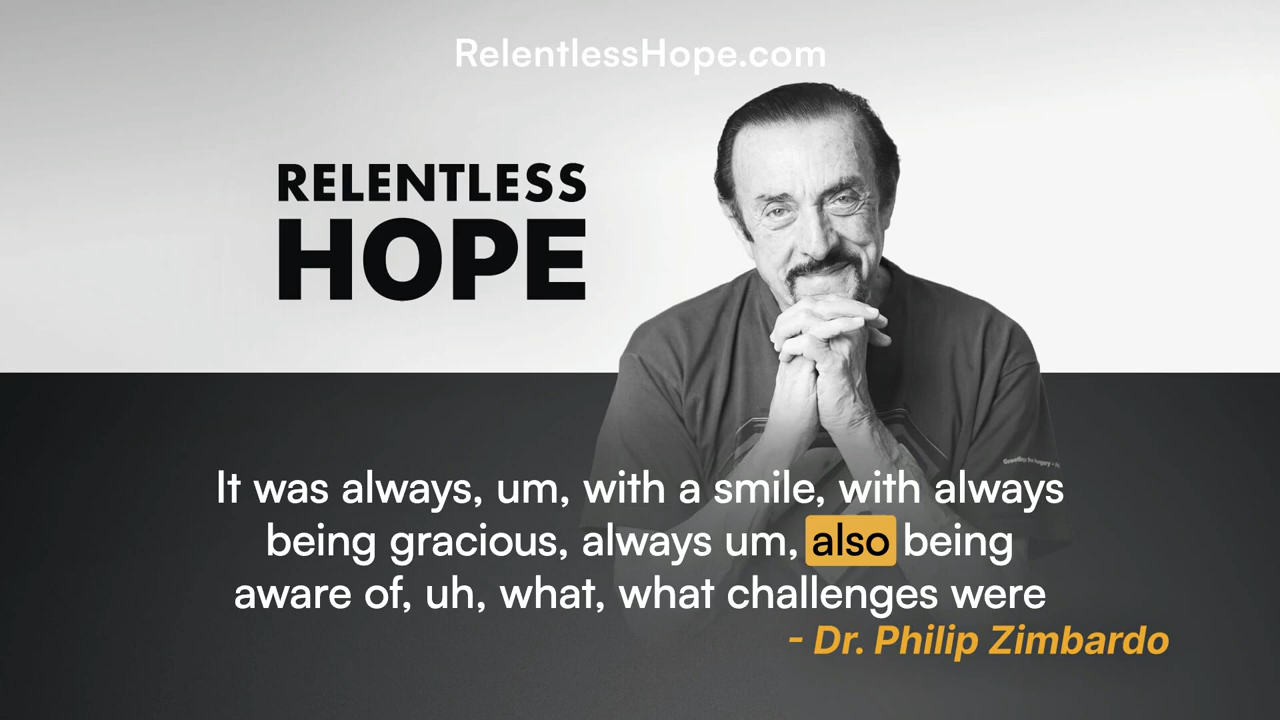 RelentlessHope.com
RELENTLESS
HOPE
It was always, um, with a smile, with always
being gracious, always um, also being
aware of, uh, what, what challenges were
- Dr. Philip Zimbardo